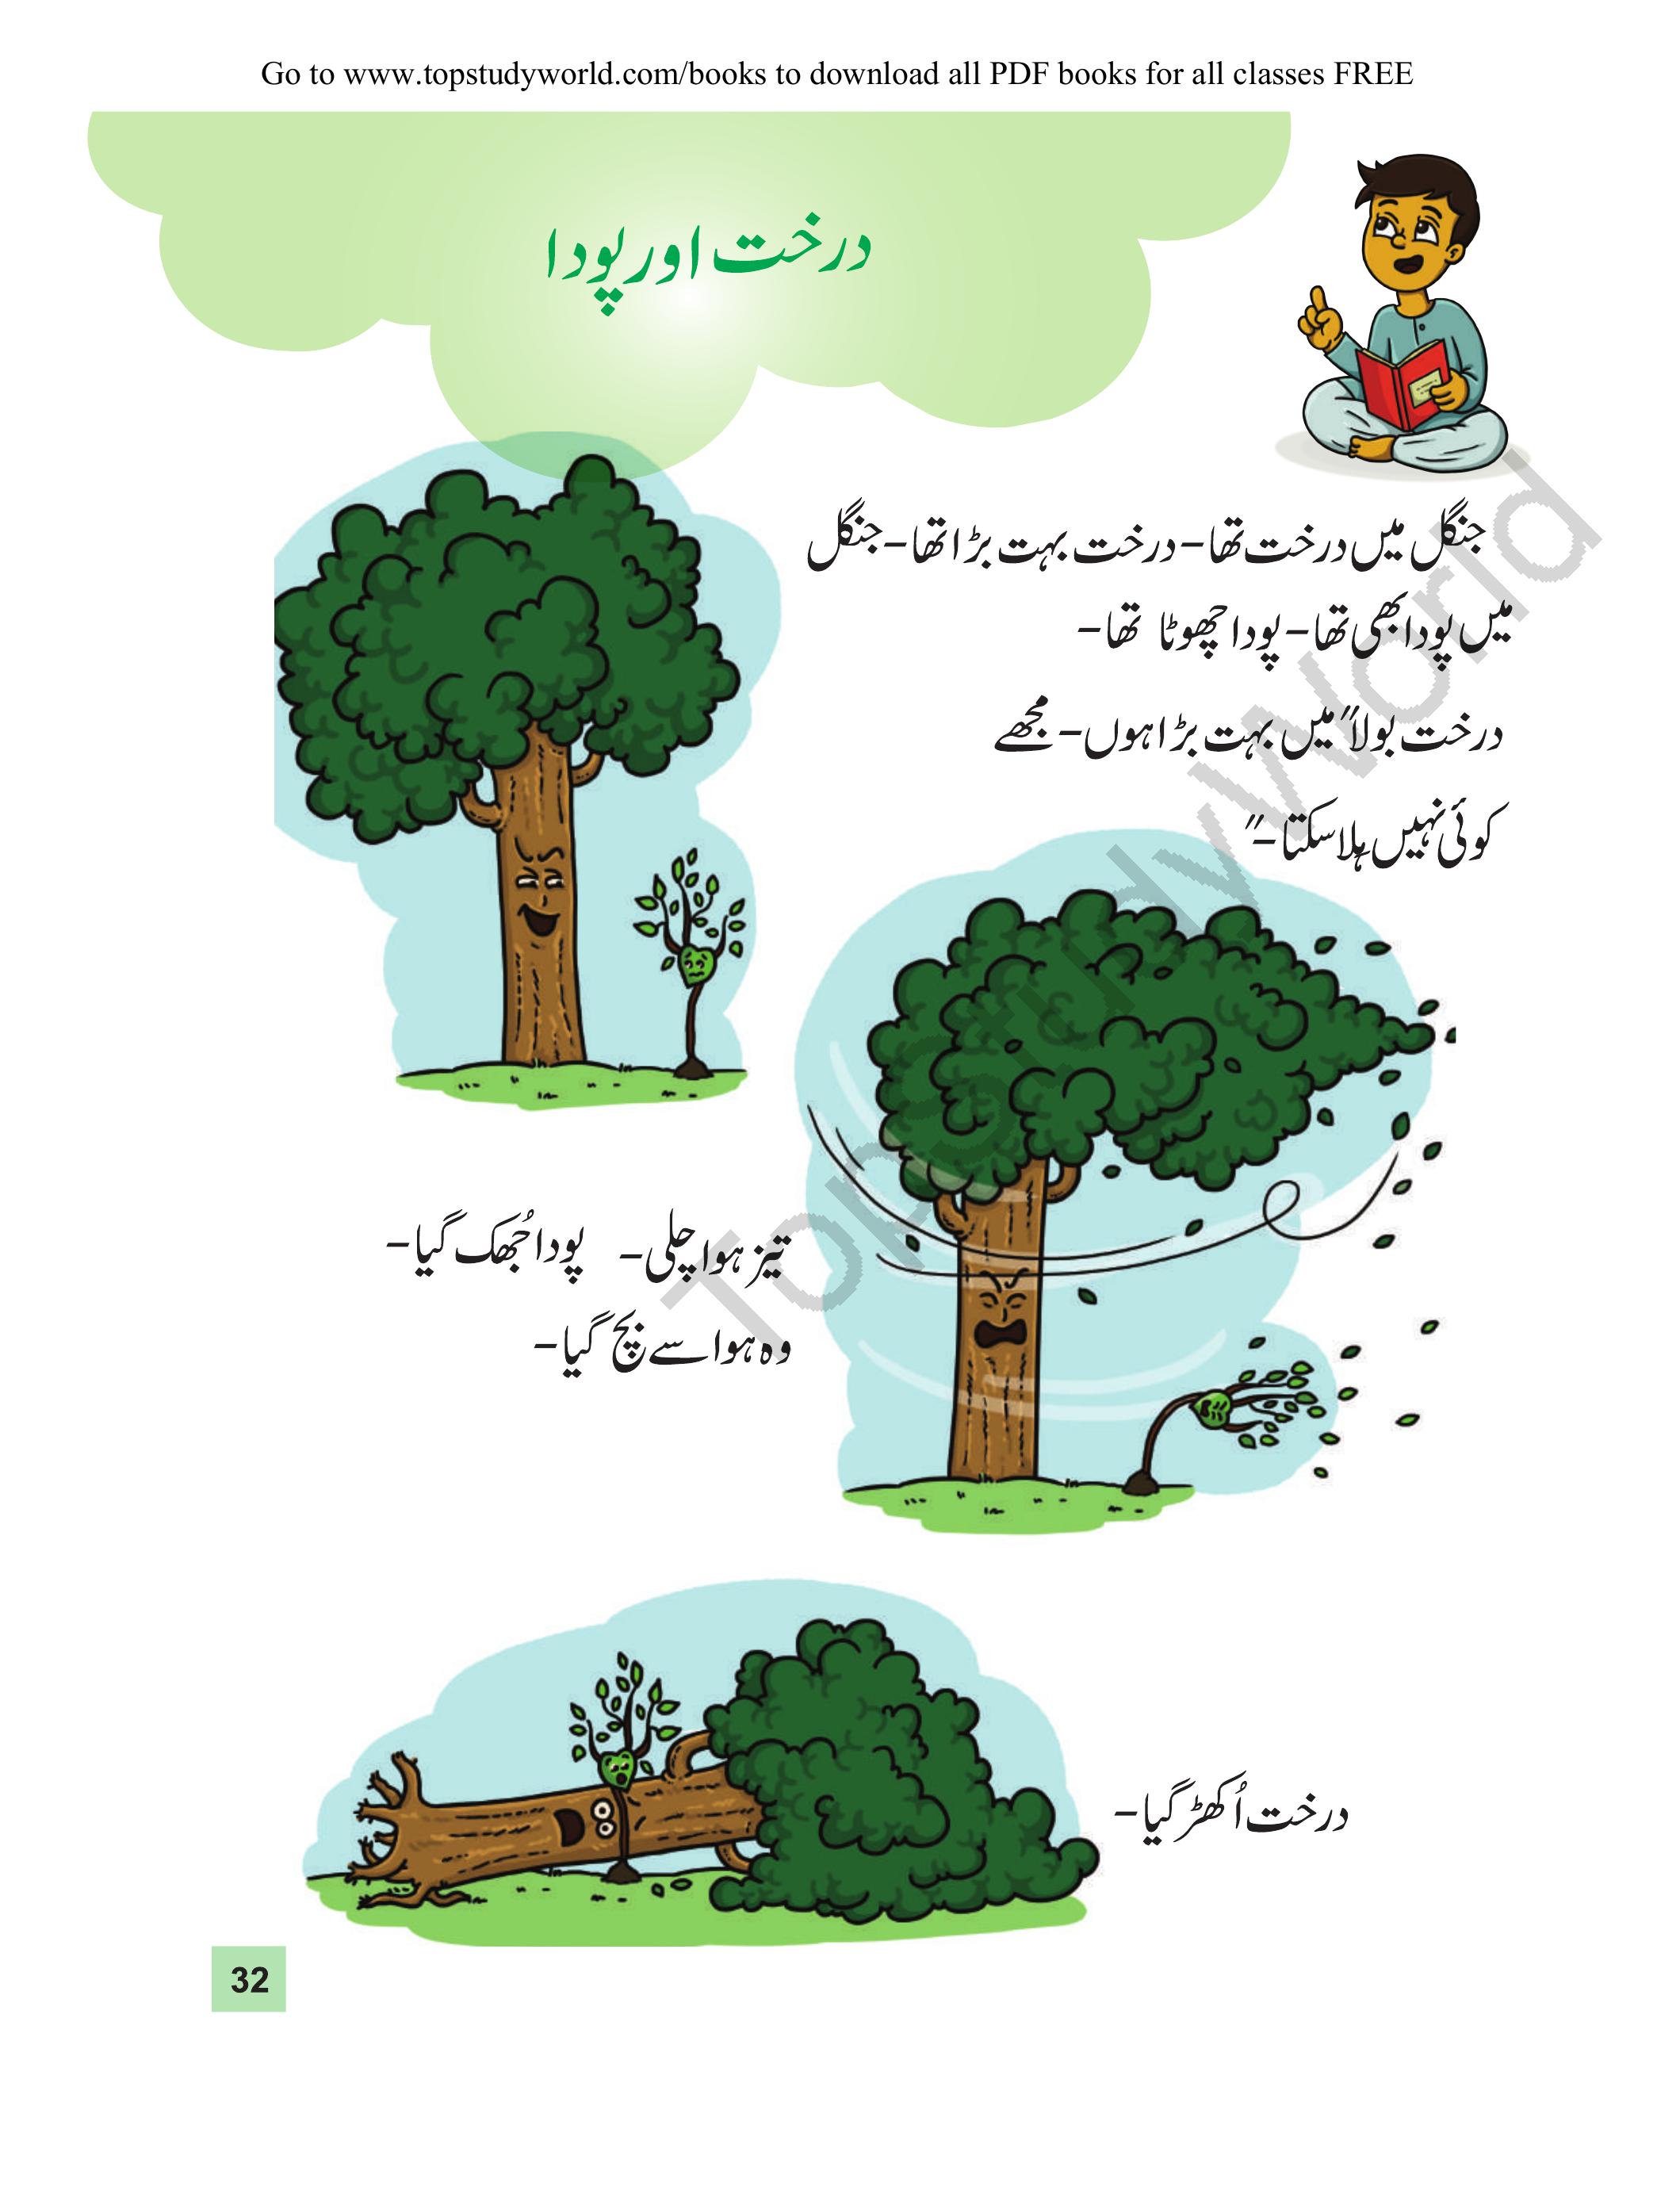 Go to www.topstudyworld.com/books to download all PDF books for all classes FREE
درخت اور پودا
جنگل میں درخت تھا۔ درخت بہت بڑا تھا۔ جنگل
میں پودا بھی تھا۔ پودا چھوٹا تھا۔
درخت بولا "میں بہت بڑا ہوں۔ مجھے
کوئی نہیں ہلا سکتا۔"
تیز ہوا چلی۔ پودا جُھک گیا۔
وہ ہوا سے بچ گیا۔
درخت اُکھڑ گیا۔
32
TopStudyWorld